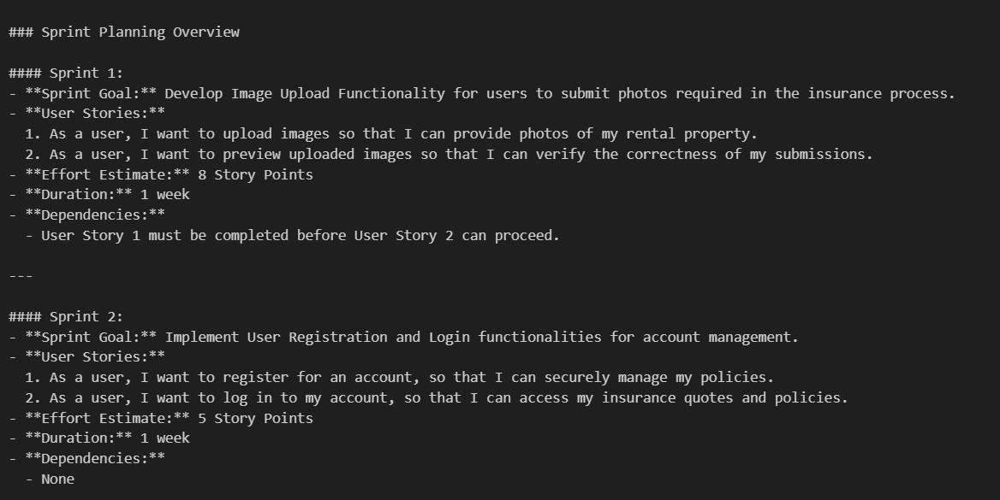 ### Sprint Planning Overview
#### Sprint 1:
- **Sprint Goal:** Develop Image Upload Functionality for users to submit photos required in the insurance process.
- **User Stories:**
  1. As a user, I want to upload images so that I can provide photos of my rental property.
  2. As a user, I want to preview uploaded images so that I can verify the correctness of my submissions.
- **Effort Estimate:** 8 Story Points
- **Duration:** 1 week
- **Dependencies:**
  - User Story 1 must be completed before User Story 2 can proceed.
---
#### Sprint 2:
- **Sprint Goal:** Implement User Registration and Login functionalities for account management.
- **User Stories:**
  1. As a user, I want to register for an account, so that I can securely manage my policies.
  2. As a user, I want to log in to my account, so that I can access my insurance quotes and policies.
- **Effort Estimate:** 5 Story Points
- **Duration:** 1 week
- **Dependencies:**
  - None